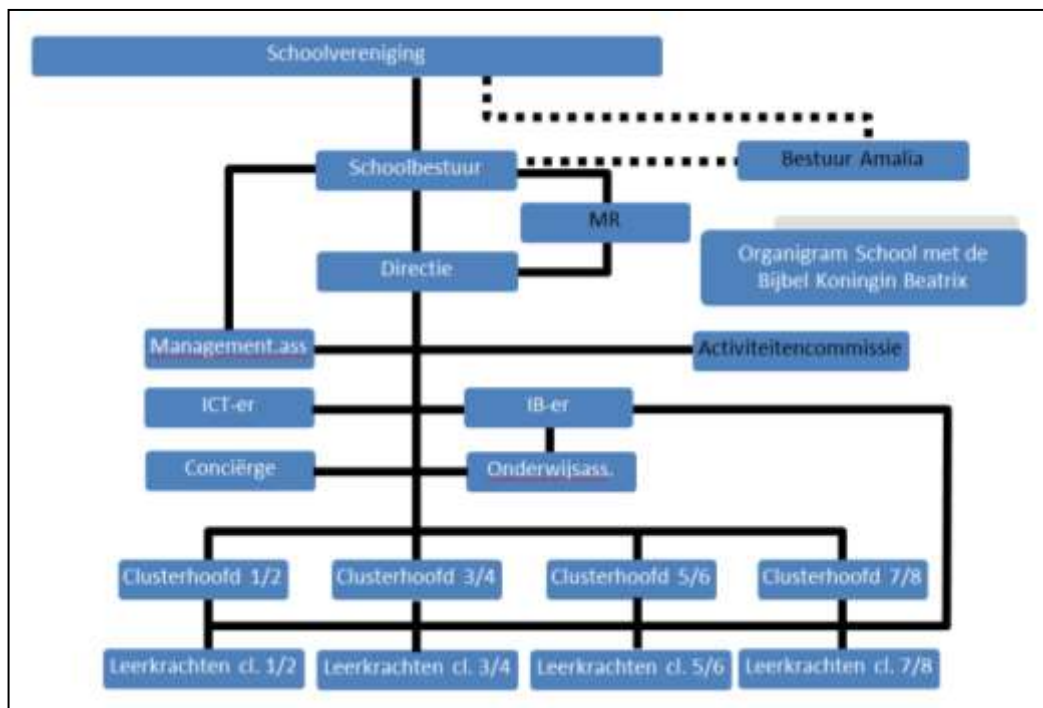 Schoolvereniging
Bestuur Amalia
Schoolbestuur
MR
Directie
Organigram School met de
Bijbel Koningin Beatrix
Management.ass
Activiteitencommissie
ICT-er
IB-er
Conciërge
Onderwijsass.
Clusterhoofd 1/2
Clusterhoofd 3/4
Clusterhoofd 5/6
Clusterhoofd 7/8
Leerkrachten cl. 1/2
Leerkrachten cl. 3/4
Leerkrachten cl. 5/6
Leerkrachten cl. 7/8